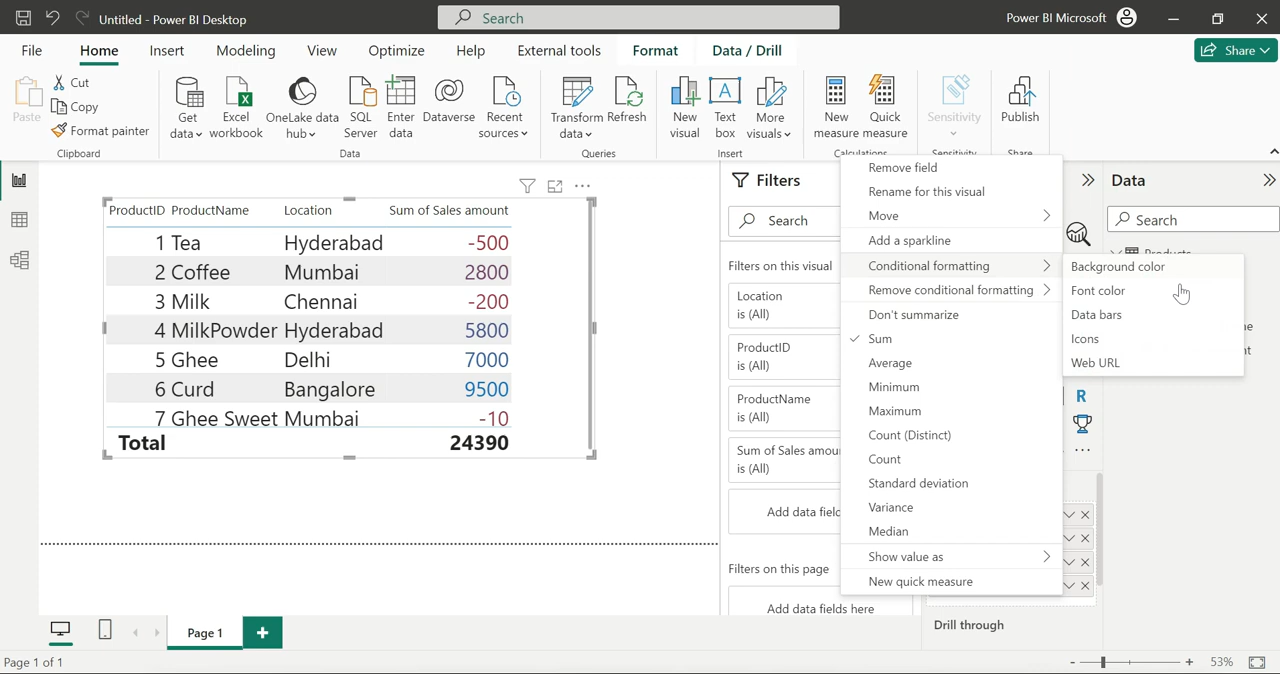 Untitled - Power BI Desktop
Search
Power BI Microsoft
File Home Insert Modeling View Optimize Help External tools Format Data / Drill
Share
Paste
Cut
Copy
Format painter
Clipboard
Get data
Excel workbook
OneLake data hub
SQL Server
Enter data
Dataverse
Recent sources
Data
Transform data
Refresh
Queries
New visual
Text box
More visuals
Insert
New measure
Quick measure
Calculations
Sensitivity
Sensitivity
Publish
Share
ProductID ProductName Location Sum of Sales amount
1 Tea Hyderabad -500
2 Coffee Mumbai 2800
3 Milk Chennai -200
4 MilkPowder Hyderabad 5800
5 Ghee Delhi 7000
6 Curd Bangalore 9500
7 Ghee Sweet Mumbai -10
Total 24390
Filters
Search
Filters on this visual
Location
is (All)
ProductID
is (All)
ProductName
is (All)
Sum of Sales amou
is (All)
Add data field
Filters on this page
Add data fields here
Remove field
Rename for this visual
Move
Add a sparkline
Conditional formatting
Remove conditional formatting
Don't summarize
Sum
Average
Minimum
Maximum
Count (Distinct)
Count
Standard deviation
Variance
Median
Show value as
New quick measure
Background color
Font color
Data bars
Icons
Web URL
R
Drill through
Data
Search
Products
Page 1
Page 1 of 1
- + 53%